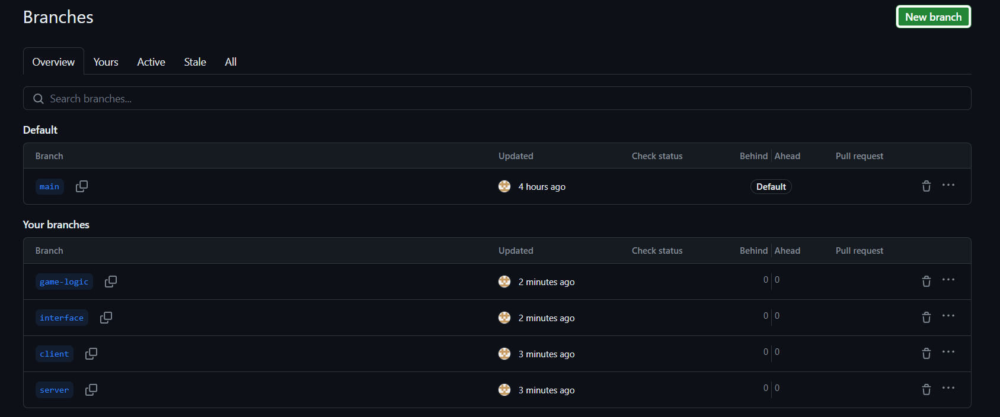 Branches New branch
Overview Yours Active Stale All
Search branches...
Default
Branch Updated Check status Behind Ahead Pull request
main 4 hours ago Default
Your branches
Branch Updated Check status Behind Ahead Pull request
game-logic 2 minutes ago 0 0
interface 2 minutes ago 0 0
client 3 minutes ago 0 0
server 3 minutes ago 0 0